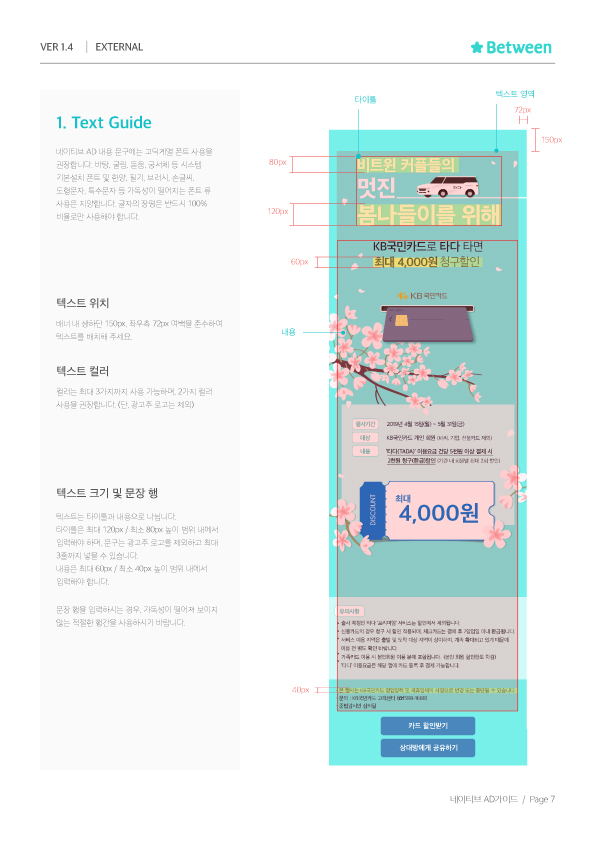 VER 1.4 | EXTERNAL
Between
1. Text Guide
네이티브 AD 내용 문구에는 고딕계열 폰트 사용을
권장합니다. 바탕, 굴림, 돋움, 궁서체 등 시스템
기본설치 폰트 및 환양, 필기, 브러시, 손글씨,
도형문자, 특수문자 등 가독성이 떨어지는 폰트 류
사용은 지양합니다. 글자의 장평은 반드시 100%
비율로만 사용해야 합니다.
텍스트 위치
배너 내 상하단 150px, 좌우측 72px 여백을 준수하여
텍스트를 배치해 주세요.
텍스트 컬러
컬러는 최대 3가지까지 사용 가능하며, 2가지 컬러
사용을 권장합니다. (단, 광고주 로고는 제외)
텍스트 크기 및 문장 행
텍스트는 타이틀과 내용으로 나뉩니다.
타이틀은 최대 120px / 최소 80px 높이 범위 내에서
입력해야 하며, 문구는 광고주 로고를 제외하고 최대
3줄까지 넣을 수 있습니다.
내용은 최대 60px / 최소 40px 높이 범위 내에서
입력해야 합니다.
문장 행을 입력하시는 경우, 가독성이 떨어져 보이지
않는 적절한 행간을 사용하시기 바랍니다.
타이틀
텍스트 영역
72px
150px
80px
비트윈 커플들의
멋진
120px
봄나들이를 위해
KB국민카드로 타다 타면
60px
최대 4,000원 청구할인
KB국민카드
내용
행사기간 2019년 4월 15일(월) ~ 5월 31일(금)
대상 KB국민카드 개인 회원 (비씨, 기업, 선불카드 제외)
내용 '타다(TADA)' 이용요금 건당 5천원 이상 결제 시
2천원 청구(환급)할인 (기간 내 회원별 최대 2회 할인)
DISCOUNT
최대
4,000원
유의사항
40px
카드 할인받기
상대방에게 공유하기
네이티브 AD가이드 / Page 7